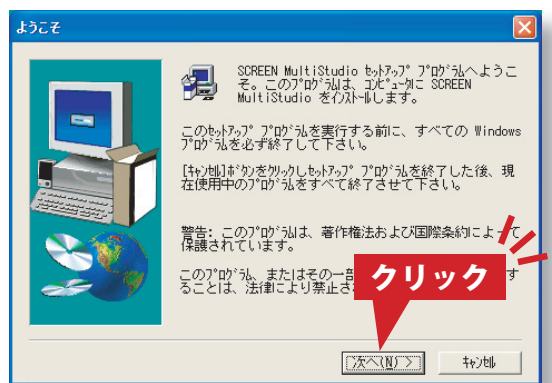 ようこそ
SCREEN MultiStudio ｾｯﾄｱｯﾌﾟ ﾌﾟﾛｸﾞﾗﾑへようこ
そ。このﾌﾟﾛｸﾞﾗﾑは、ｺﾝﾋﾟｭｰﾀに SCREEN
MultiStudio をｲﾝｽﾄｰﾙします。
このｾｯﾄｱｯﾌﾟ ﾌﾟﾛｸﾞﾗﾑを実行する前に、すべての Windows
ﾌﾟﾛｸﾞﾗﾑを必ず終了して下さい。
[ｷｬﾝｾﾙ]ﾎﾞﾀﾝをｸﾘｯｸしｾｯﾄｱｯﾌﾟ ﾌﾟﾛｸﾞﾗﾑを終了した後、現
在使用中のﾌﾟﾛｸﾞﾗﾑをすべて終了させて下さい。
警告: このﾌﾟﾛｸﾞﾗﾑは、著作権法および国際条約によって
保護されています。
このﾌﾟﾛｸﾞﾗﾑ、またはその一部 す
ることは、法律により禁止さ
クリック
次へ(N) >
ｷｬﾝｾﾙ